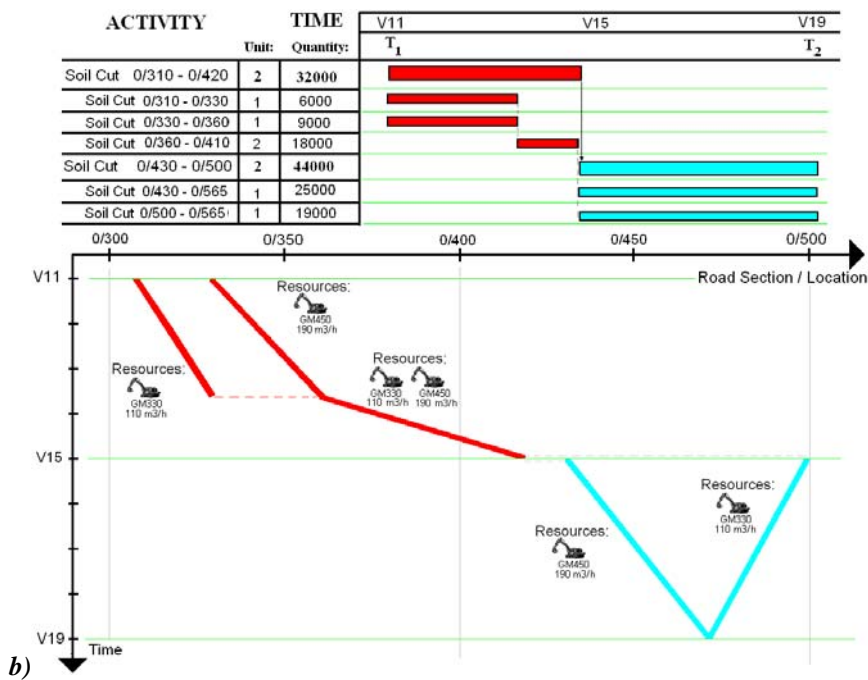 ACTIVITY TIME V11 V15 V19
Unit: Quantity: T1 T2
Soil Cut 0/310 - 0/420 2 32000
Soil Cut 0/310 - 0/330 1 6000
Soil Cut 0/330 - 0/360 1 9000
Soil Cut 0/360 - 0/410 2 18000
Soil Cut 0/430 - 0/500 2 44000
Soil Cut 0/430 - 0/565 1 25000
Soil Cut 0/500 - 0/565 1 19000
0/300 0/350 0/400 0/450 0/500
V11
Road Section / Location
Resources:
GM450
190 m3/h
Resources:
GM330
110 m3/h
Resources:
GM330 GM450
110 m3/h 190 m3/h
V15
Resources:
GM450
190 m3/h
Resources:
GM330
110 m3/h
V19
Time
b)